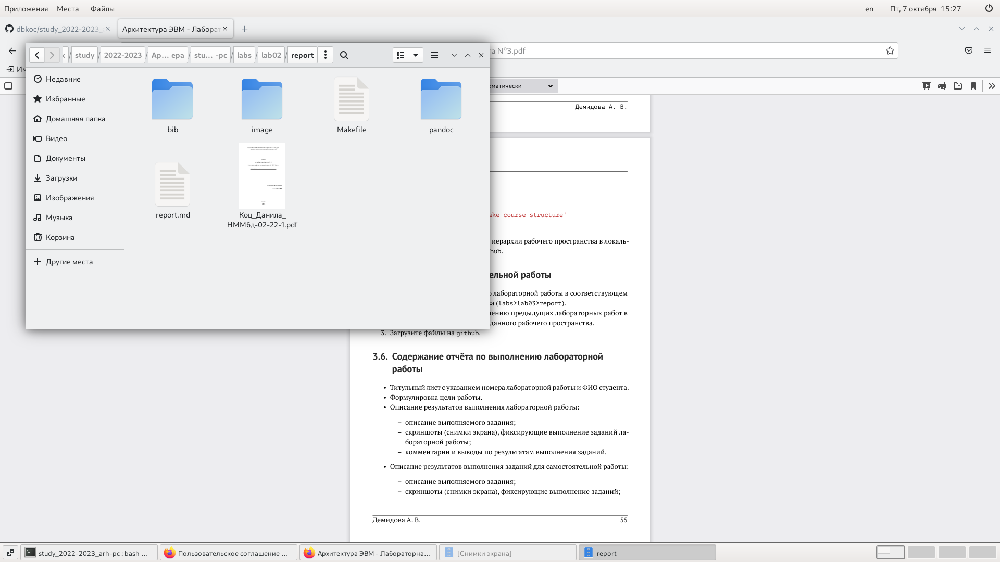 Приложения Места Файлы en Пт, 7 октября 15:27
dbkoc/study_2022-2023_ Архитектура ЭВМ - Лаборат
study / 2022-2023 / Ар… ера / stu… -pc / labs / lab02 / report
та №3.pdf
Им
оматически
Недавние
Избранные
Домашняя папка
Видео
Документы
Загрузки
Изображения
Музыка
Корзина
Другие места
bib image Makefile pandoc
report.md Коц_Данила_
НММбд-02-22-1.pdf
Демидова А. В.
ake course structure'
иерархии рабочего пространства в локаль-
hub.
ельной работы
о лабораторной работы в соответствующем
ва (labs>lab03>report).
нению предыдущих лабораторных работ в
данного рабочего пространства.
3. Загрузите файлы на github.
3.6. Содержание отчёта по выполнению лабораторной
работы
• Титульный лист с указанием номера лабораторной работы и ФИО студента.
• Формулировка цели работы.
• Описание результатов выполнения лабораторной работы:
– описание выполняемого задания;
– скриншоты (снимки экрана), фиксирующие выполнение заданий ла-
бораторной работы;
– комментарии и выводы по результатам выполнения заданий.
• Описание результатов выполнения заданий для самостоятельной работы:
– описание выполняемого задания;
– скриншоты (снимки экрана), фиксирующие выполнение заданий;
Демидова А. В. 55
study_2022-2023_arh-pc : bash … Пользовательское соглашение … Архитектура ЭВМ - Лабораторна… [Снимки экрана] report